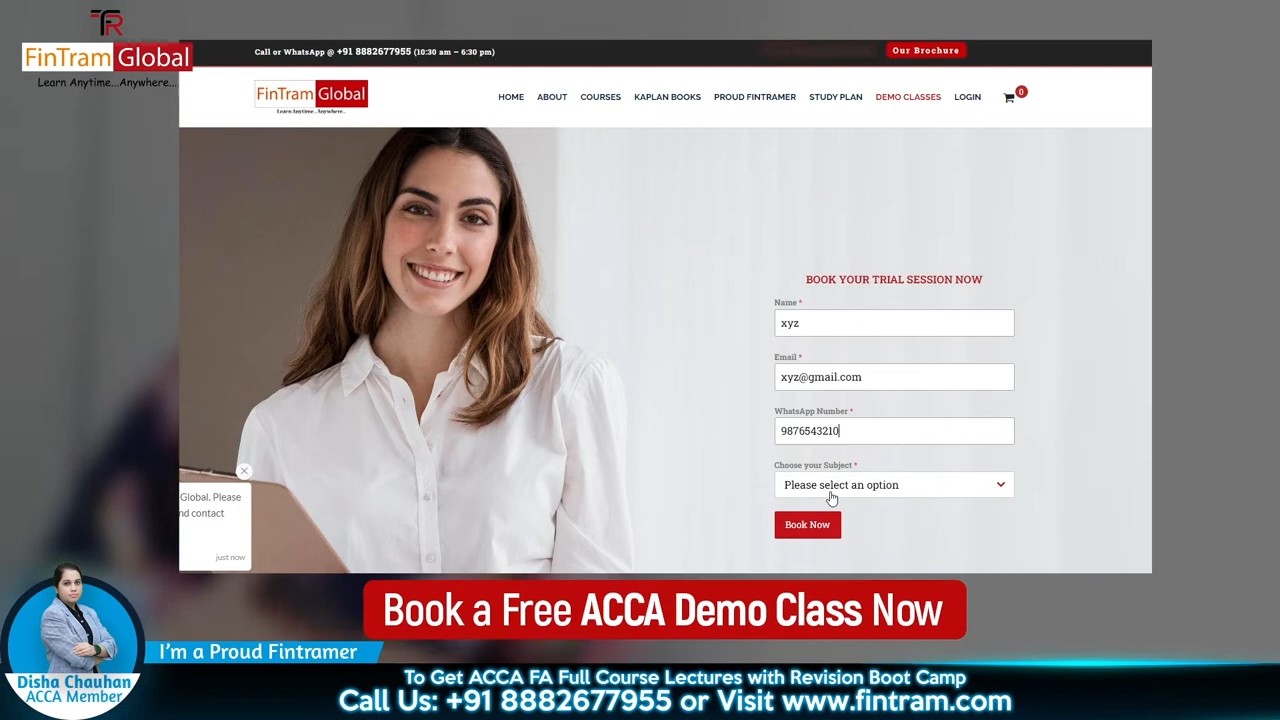 FR
FinTram Global
Learn Anytime...Anywhere...
Call or WhatsApp @ +91 8882677955 (10:30 am – 6:30 pm)
Our Brochure
FinTram Global
Learn Anytime..Anywhere..
HOME ABOUT COURSES KAPLAN BOOKS PROUD FINTRAMER STUDY PLAN DEMO CLASSES LOGIN 0
BOOK YOUR TRIAL SESSION NOW
Name *
xyz
Email *
xyz@gmail.com
WhatsApp Number *
9876543210
Choose your Subject *
Please select an option
Book Now
Global. Please
nd contact
just now
Book a Free ACCA Demo Class Now
I'm a Proud Fintramer
Disha Chauhan
ACCA Member
To Get ACCA FA Full Course Lectures with Revision Boot Camp
Call Us: +91 8882677955 or Visit www.fintram.com